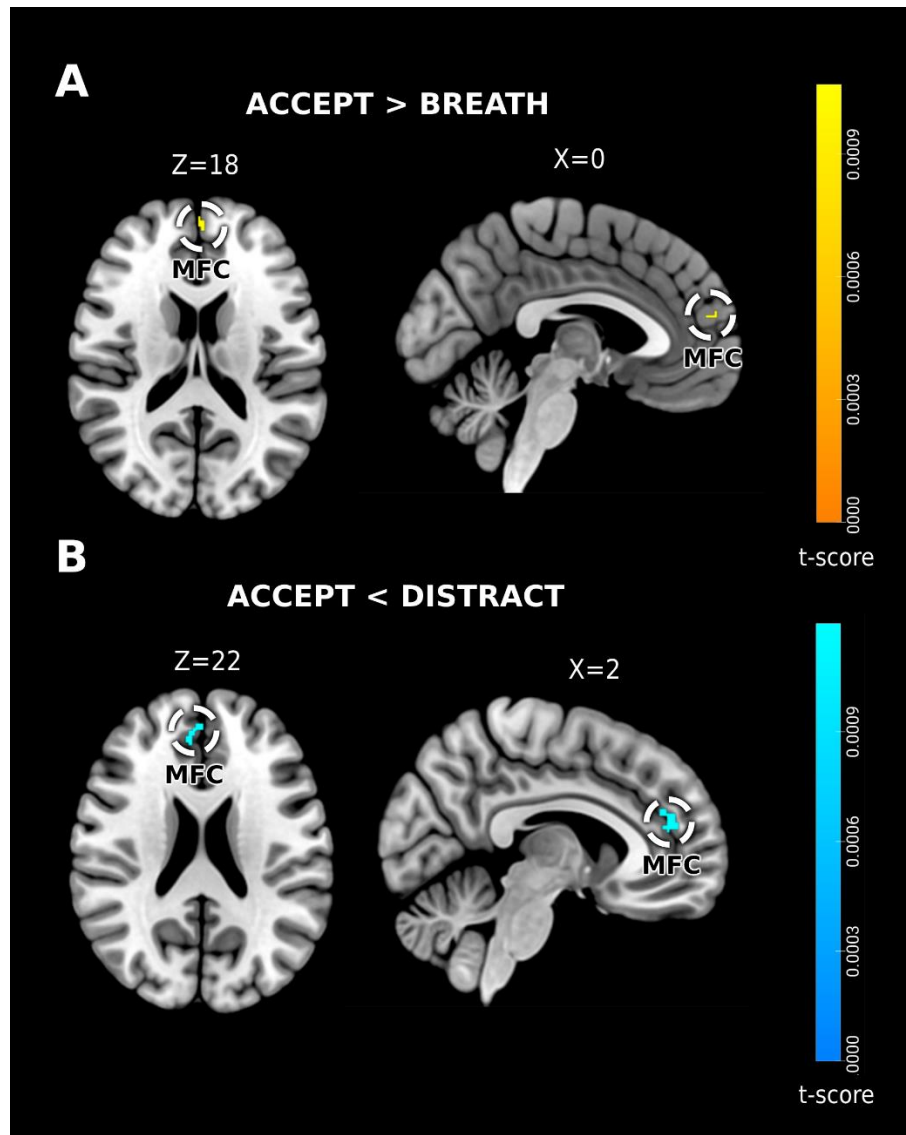 A
ACCEPT > BREATH
Z=18
X=0
MFC
MFC
0.0009
0.0006
0.0003
.0000
t-score
B
ACCEPT < DISTRACT
Z=22
X=2
MFC
MFC
0.0009
0.0006
0.0003
.0000
t-score